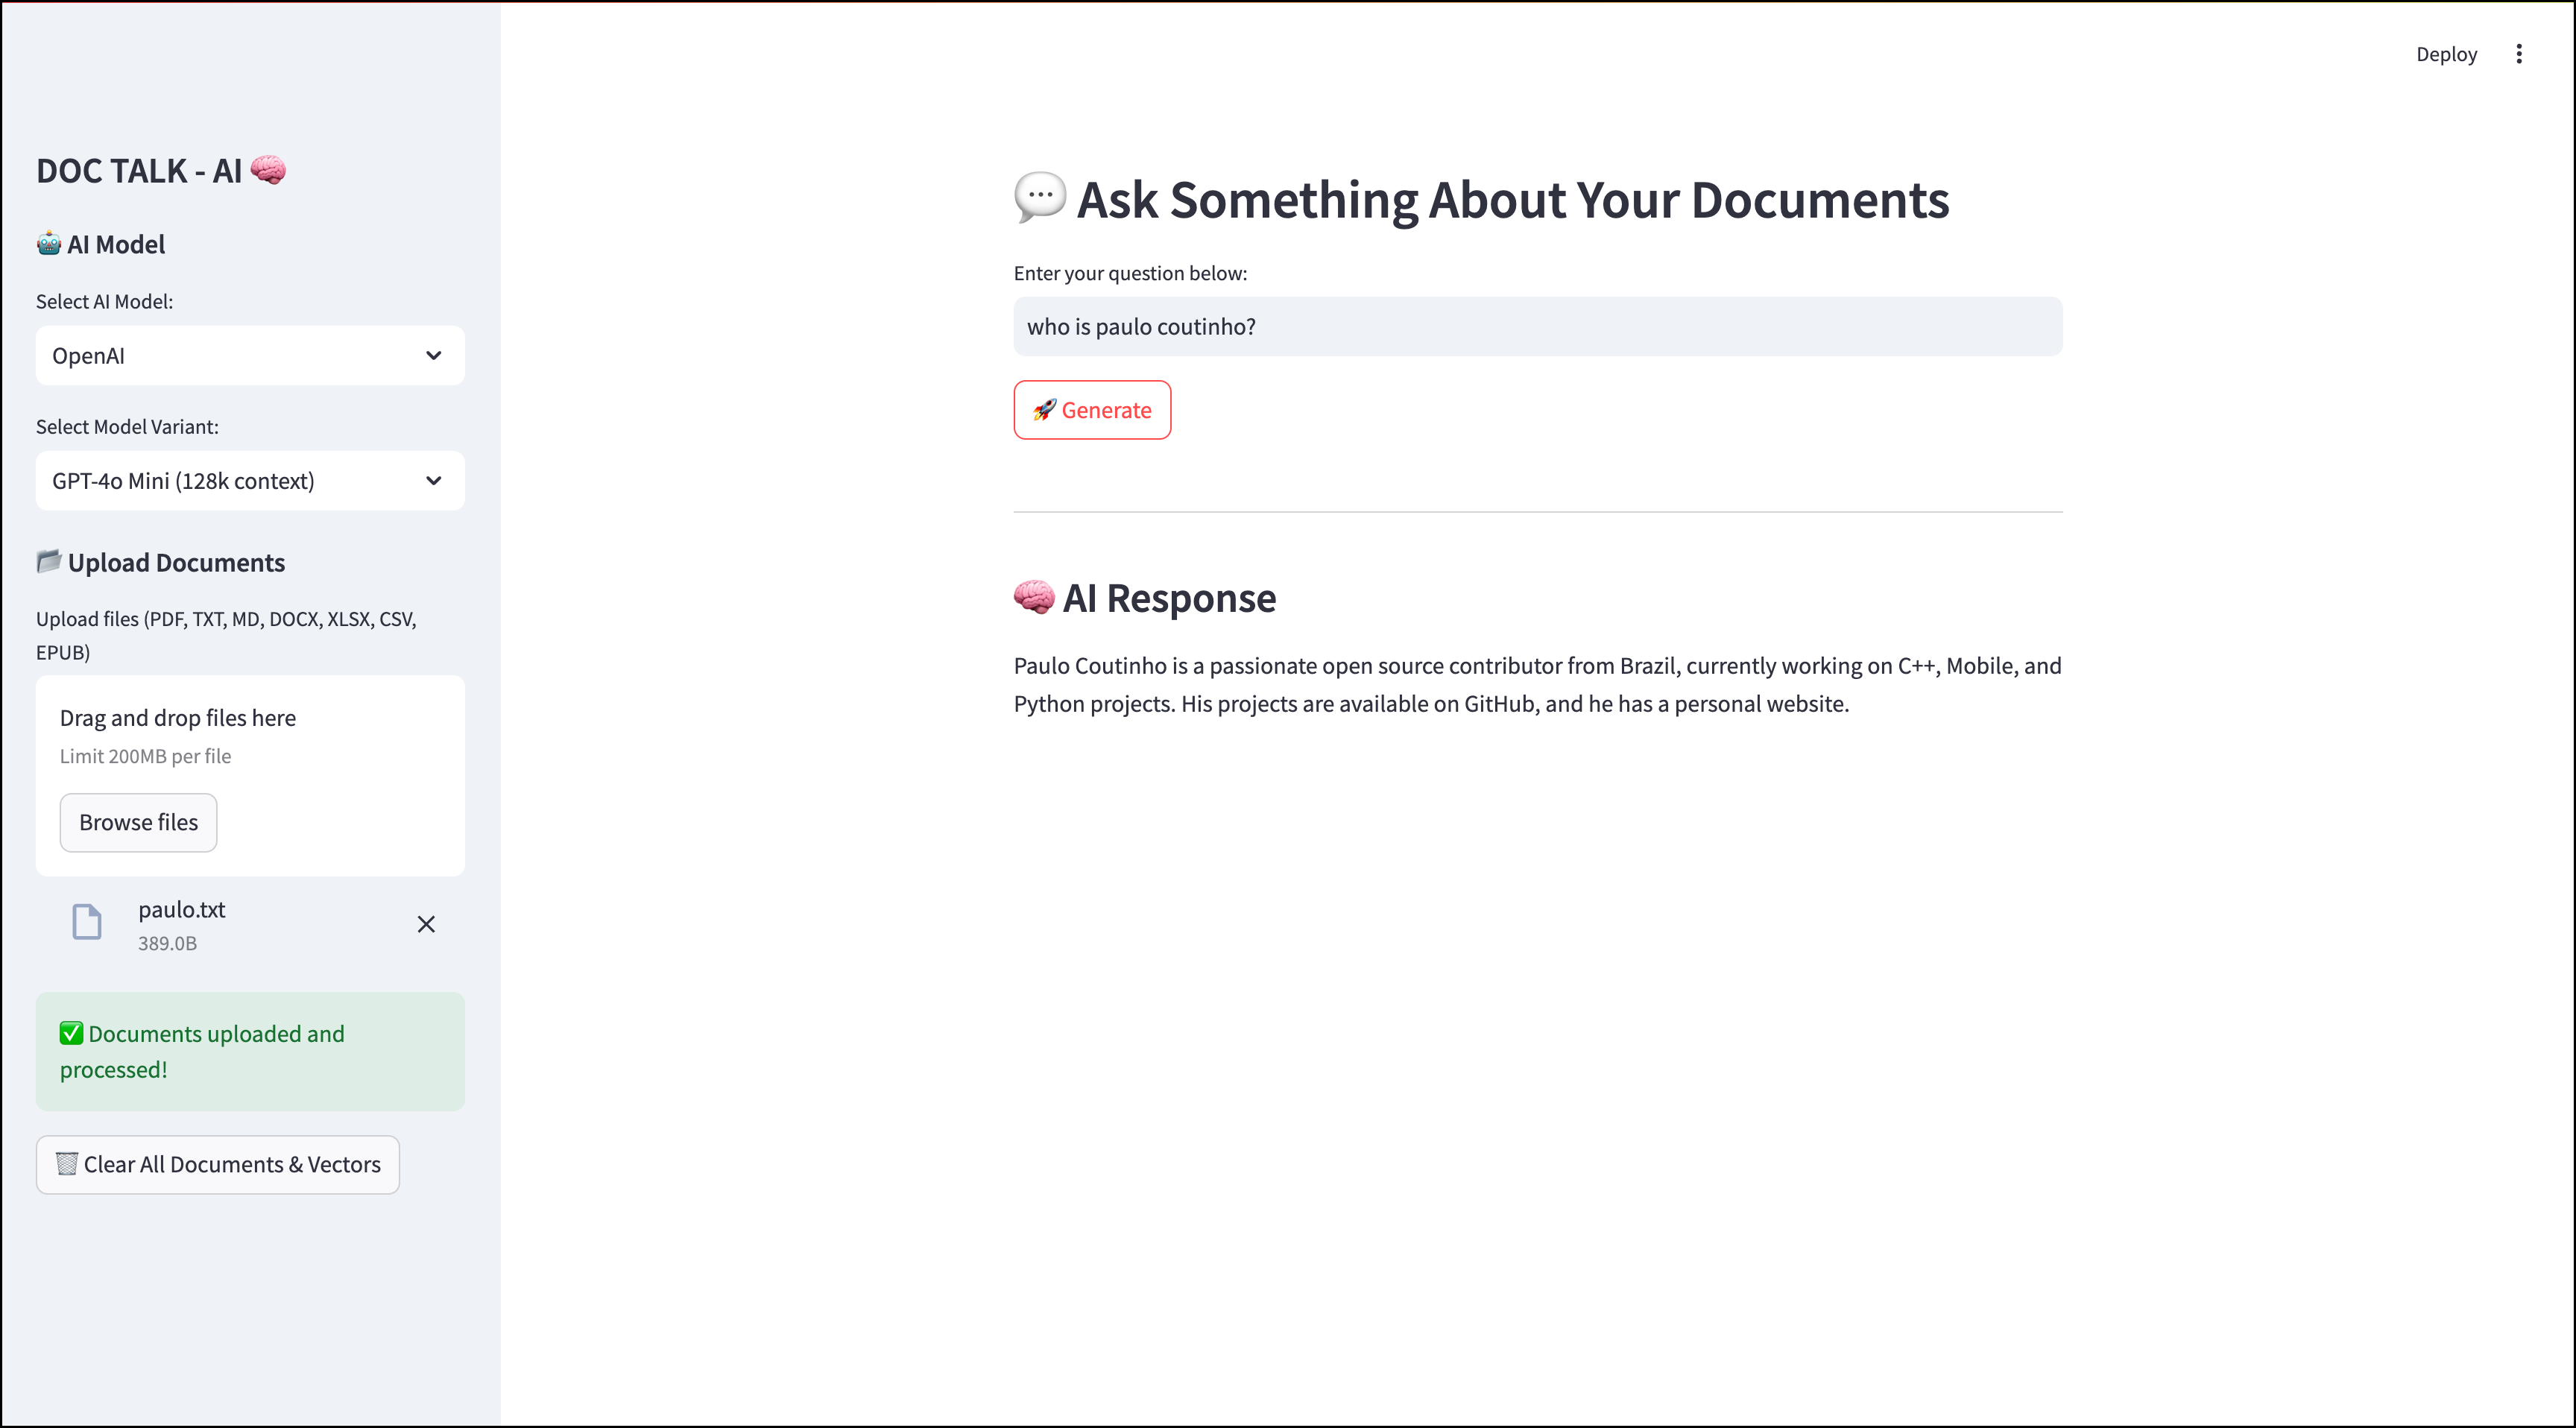 DOC TALK - AI 🧠
🤖 AI Model
Select AI Model:
OpenAI
Select Model Variant:
GPT-4o Mini (128k context)
📂 Upload Documents
Upload files (PDF, TXT, MD, DOCX, XLSX, CSV,
EPUB)
Drag and drop files here
Limit 200MB per file
Browse files
paulo.txt
389.0B
✅ Documents uploaded and
processed!
🗑️ Clear All Documents & Vectors
Deploy
💬 Ask Something About Your Documents
Enter your question below:
who is paulo coutinho?
🚀 Generate
🧠 AI Response
Paulo Coutinho is a passionate open source contributor from Brazil, currently working on C++, Mobile, and
Python projects. His projects are available on GitHub, and he has a personal website.